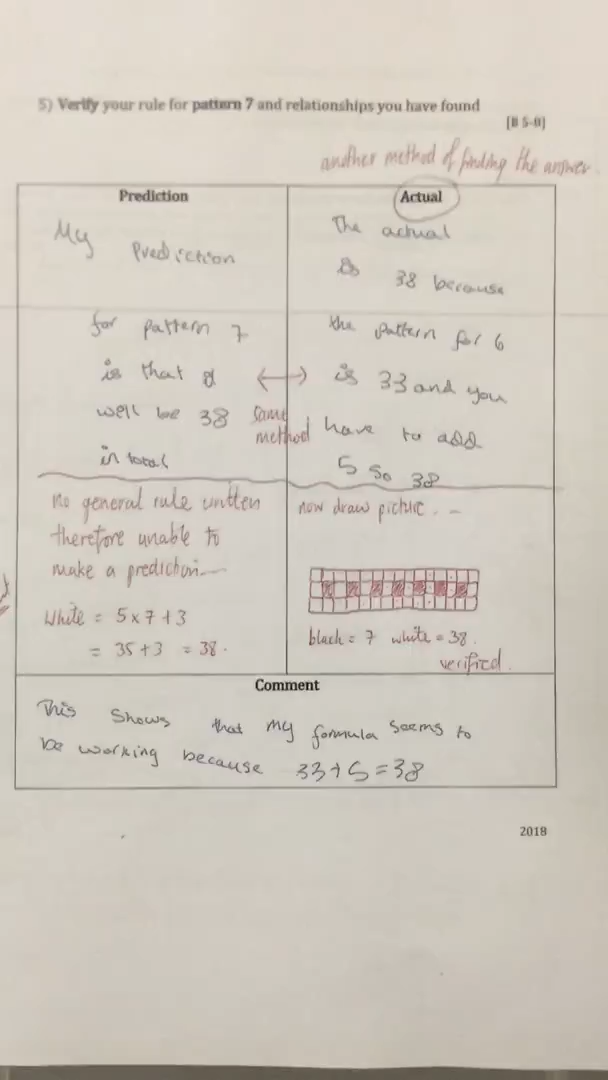 5) Verify your rule for pattern 7 and relationships you have found
[B 5-8]
another method of finding the answer.
Prediction
My
Prediction
for pattern 7
is that
well be 38
in total
Actual
The actual
is 38 because
the pattern for 6
is 33 and you
have to add
5 so 38
same
method
no general rule written
therefore unable to
make a prediction.
White = 5x7+3
= 35+3 = 38.
now draw picture. --
black = 7 white = 38.
verified.
Comment
This shows that my formula seems to
be working because 33+5=38
2018